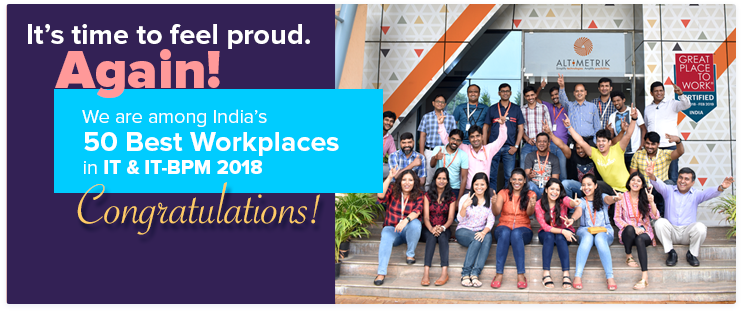 It's time to feel proud.
Again!
We are among India's
50 Best Workplaces
in IT & IT-BPM 2018
Congratulations!
ALTIMETRIK
GREAT
PLACE
TO
WORK
CERTIFIED
INDIA